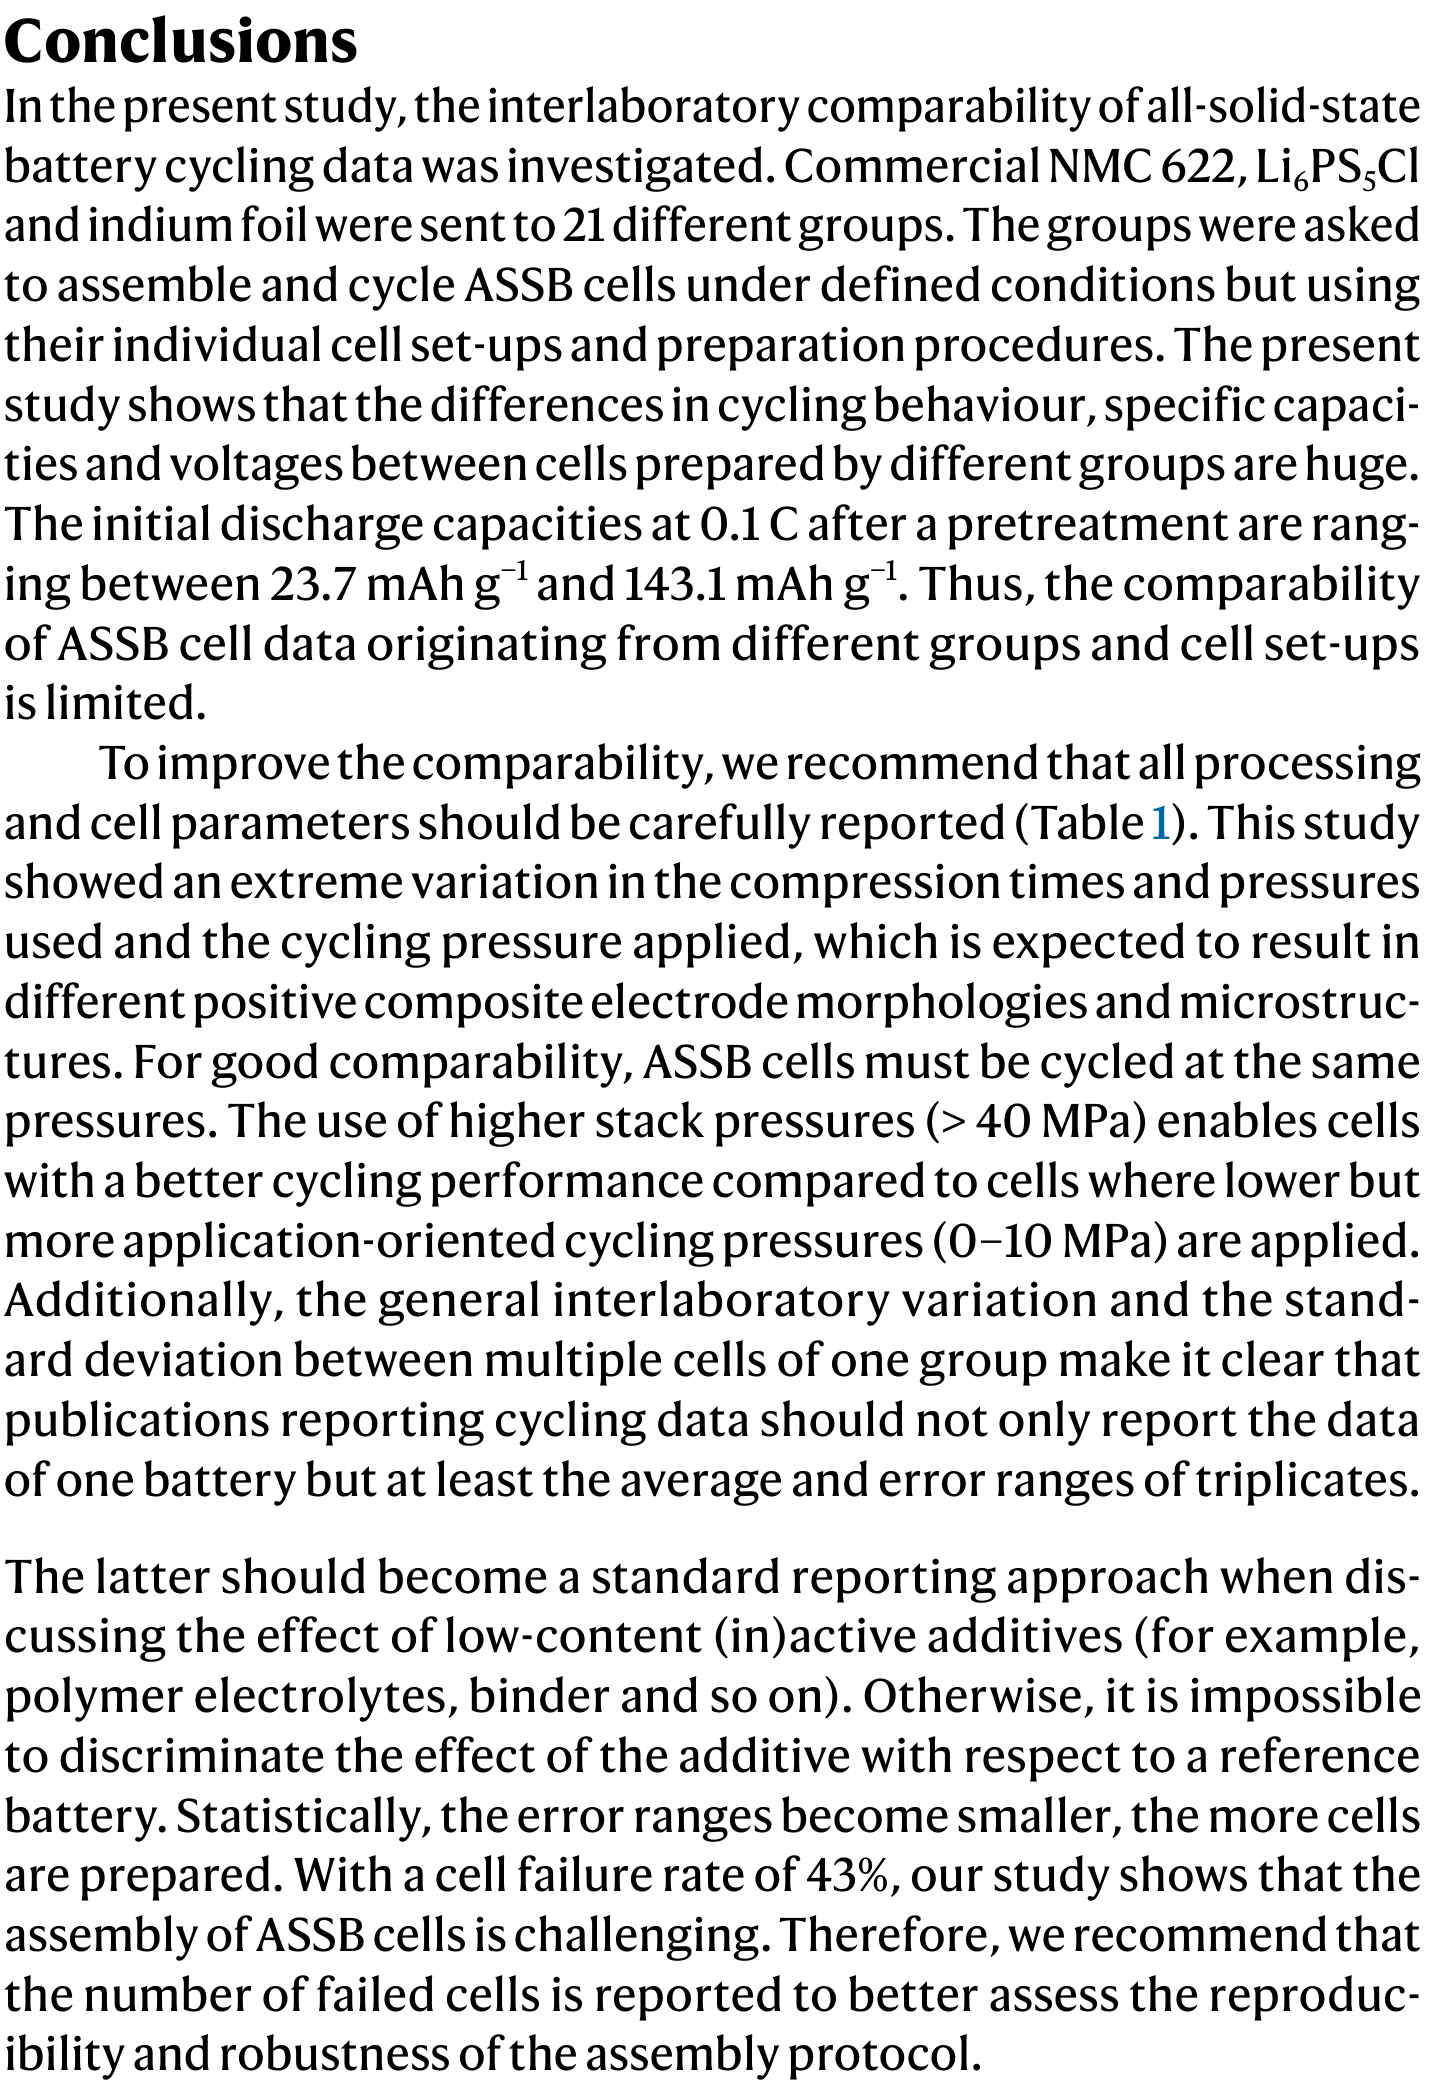 Conclusions
In the present study, the interlaboratory comparability of all-solid-state
battery cycling data was investigated. Commercial NMC 622, Li₆PS₅Cl
and indium foil were sent to 21 different groups. The groups were asked
to assemble and cycle ASSB cells under defined conditions but using
their individual cell set-ups and preparation procedures. The present
study shows that the differences in cycling behaviour, specific capaci-
ties and voltages between cells prepared by different groups are huge.
The initial discharge capacities at 0.1 C after a pretreatment are rang-
ing between 23.7 mAh g⁻¹ and 143.1 mAh g⁻¹. Thus, the comparability
of ASSB cell data originating from different groups and cell set-ups
is limited.
To improve the comparability, we recommend that all processing
and cell parameters should be carefully reported (Table 1). This study
showed an extreme variation in the compression times and pressures
used and the cycling pressure applied, which is expected to result in
different positive composite electrode morphologies and microstruc-
tures. For good comparability, ASSB cells must be cycled at the same
pressures. The use of higher stack pressures (> 40 MPa) enables cells
with a better cycling performance compared to cells where lower but
more application-oriented cycling pressures (0–10 MPa) are applied.
Additionally, the general interlaboratory variation and the stand-
ard deviation between multiple cells of one group make it clear that
publications reporting cycling data should not only report the data
of one battery but at least the average and error ranges of triplicates.
The latter should become a standard reporting approach when dis-
cussing the effect of low-content (in)active additives (for example,
polymer electrolytes, binder and so on). Otherwise, it is impossible
to discriminate the effect of the additive with respect to a reference
battery. Statistically, the error ranges become smaller, the more cells
are prepared. With a cell failure rate of 43%, our study shows that the
assembly of ASSB cells is challenging. Therefore, we recommend that
the number of failed cells is reported to better assess the reproduc-
ibility and robustness of the assembly protocol.